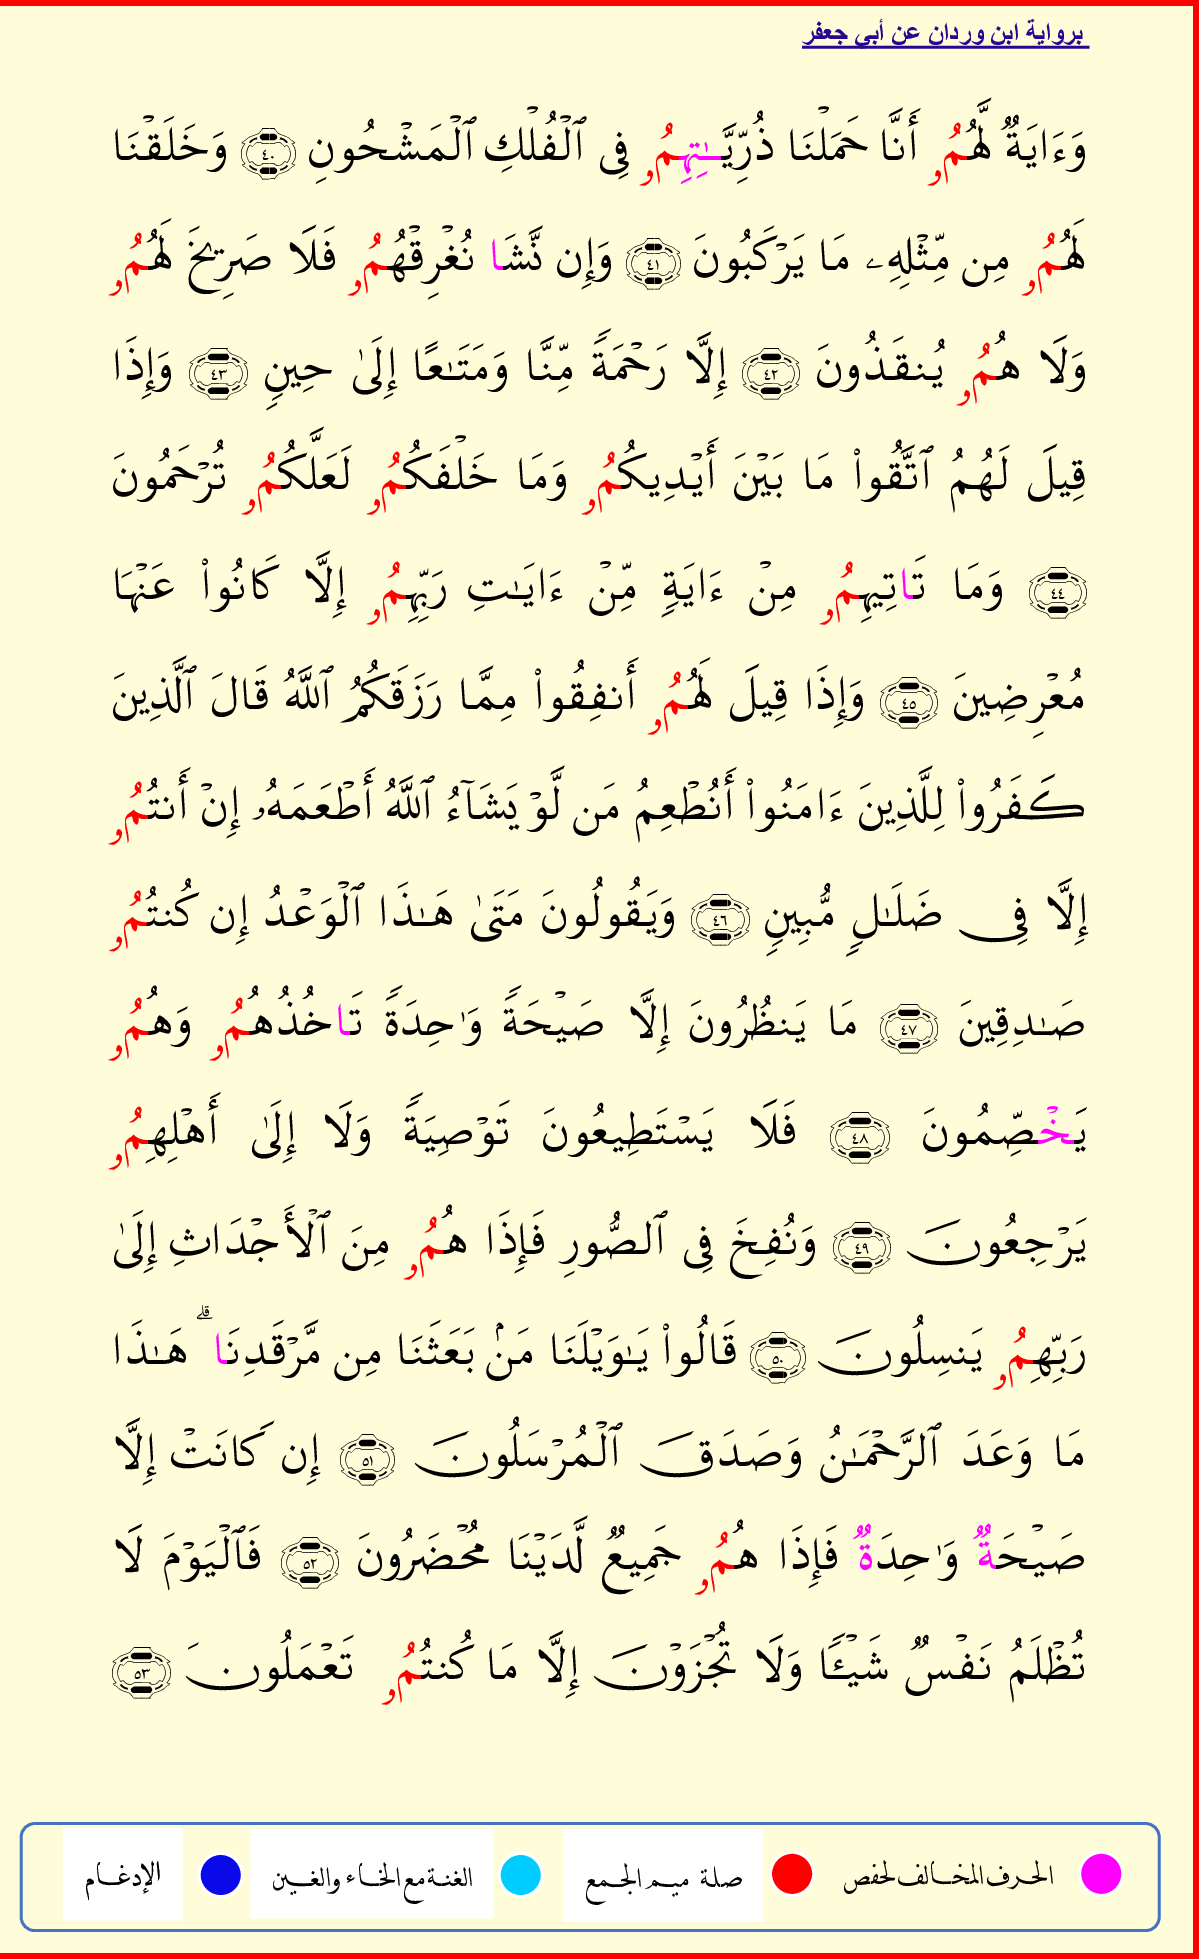 برواية ابن وردان عن أبي جعفر
وَءَايَةٌ لَّهُمُۥ أَنَّا حَمَلْنَا ذُرِّيَّـٰتِهِمُۥ فِى ٱلْفُلْكِ ٱلْمَشْحُونِ ٤٠ وَخَلَقْنَا
لَهُمُۥ مِن مِّثْلِهِۦ مَا يَرْكَبُونَ ٤١ وَإِن نَّشَا نُغْرِقْهُمُۥ فَلَا صَرِيخَ لَهُمُۥ
وَلَا هُمُۥ يُنقَذُونَ ٤٢ إِلَّا رَحْمَةً مِّنَّا وَمَتَـٰعًا إِلَىٰ حِينٍ ٤٣ وَإِذَا
قِيلَ لَهُمُ ٱتَّقُوا۟ مَا بَيْنَ أَيْدِيكُمُۥ وَمَا خَلْفَكُمُۥ لَعَلَّكُمُۥ تُرْحَمُونَ
٤٤ وَمَا تَاتِيهِمُۥ مِنْ ءَايَةٍ مِّنْ ءَايَـٰتِ رَبِّهِمُۥ إِلَّا كَانُوا۟ عَنْهَا
مُعْرِضِينَ ٤٥ وَإِذَا قِيلَ لَهُمُۥ أَنفِقُوا۟ مِمَّا رَزَقَكُمُ ٱللَّهُ قَالَ ٱلَّذِينَ
كَفَرُوا۟ لِلَّذِينَ ءَامَنُوا۟ أَنُطْعِمُ مَن لَّوْ يَشَآءُ ٱللَّهُ أَطْعَمَهُۥ إِنْ أَنتُمُۥ
إِلَّا فِى ضَلَـٰلٍ مُّبِينٍ ٤٦ وَيَقُولُونَ مَتَىٰ هَـٰذَا ٱلْوَعْدُ إِن كُنتُمُۥ
صَـٰدِقِينَ ٤٧ مَا يَنظُرُونَ إِلَّا صَيْحَةً وَٰحِدَةً تَاخُذُهُمُۥ وَهُمُۥ
يَخْصِّمُونَ ٤٨ فَلَا يَسْتَطِيعُونَ تَوْصِيَةً وَلَا إِلَىٰ أَهْلِهِمُۥ
يَرْجِعُونَ ٤٩ وَنُفِخَ فِى ٱلصُّورِ فَإِذَا هُمُۥ مِنَ ٱلْأَجْدَاثِ إِلَىٰ
رَبِّهِمُۥ يَنسِلُونَ ٥٠ قَالُوا۟ يَـٰوَيْلَنَا مَنۢ بَعَثَنَا مِن مَّرْقَدِنَا ۗ هَـٰذَا
مَا وَعَدَ ٱلرَّحْمَـٰنُ وَصَدَقَ ٱلْمُرْسَلُونَ ٥١ إِن كَانَتْ إِلَّا
صَيْحَةٌ وَٰحِدَةٌ فَإِذَا هُمُۥ جَمِيعٌ لَّدَيْنَا مُحْضَرُونَ ٥٢ فَٱلْيَوْمَ لَا
تُظْلَمُ نَفْسٌ شَيْـًٔا وَلَا تُجْزَوْنَ إِلَّا مَا كُنتُمُۥ تَعْمَلُونَ ٥٣
الحرف المخالف لحفص صلة ميم الجمع الغنة مع الخاء والغين الإدغام